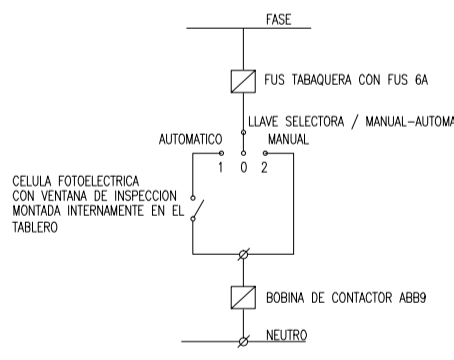 FASE
FUS TABAQUERA CON FUS 6A
LLAVE SELECTORA / MANUAL-AUTOMA
AUTOMATICO MANUAL
1 0 2
CELULA FOTOELECTRICA
CON VENTANA DE INSPECCION
MONTADA INTERNAMENTE EN EL
TABLERO
BOBINA DE CONTACTOR ABB9
NEUTRO